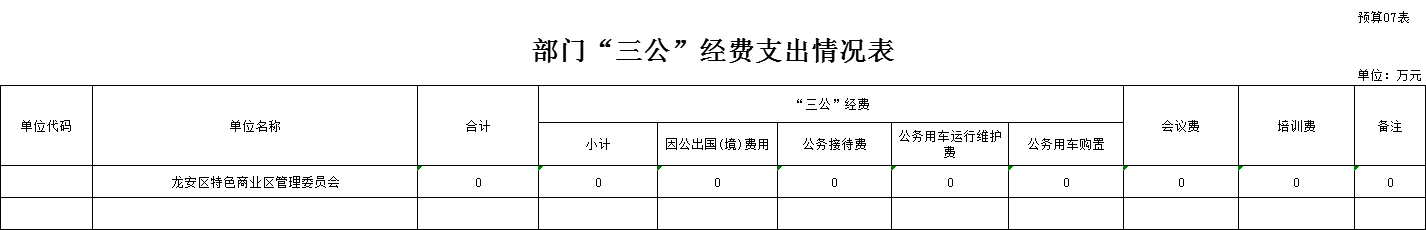 预算07表
部门“三公”经费支出情况表
单位：万元
单位代码 单位名称 合计 “三公”经费 会议费 培训费 备注
小计 因公出国(境)费用 公务接待费 公务用车运行维护 公务用车购置
费
龙安区特色商业区管理委员会 0 0 0 0 0 0 0 0 0